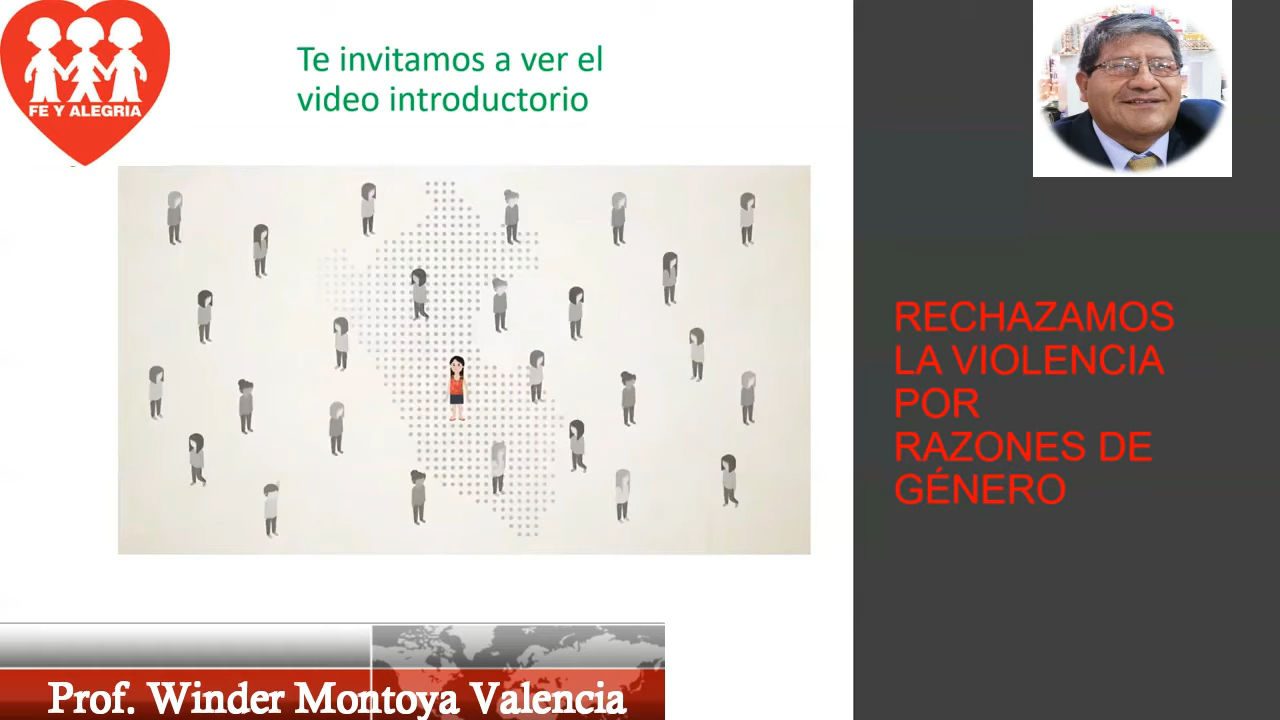 FE Y ALEGRIA
Te invitamos a ver el
video introductorio
RECHAZAMOS
LA VIOLENCIA
POR
RAZONES DE
GÉNERO
Prof. Winder Montoya Valencia